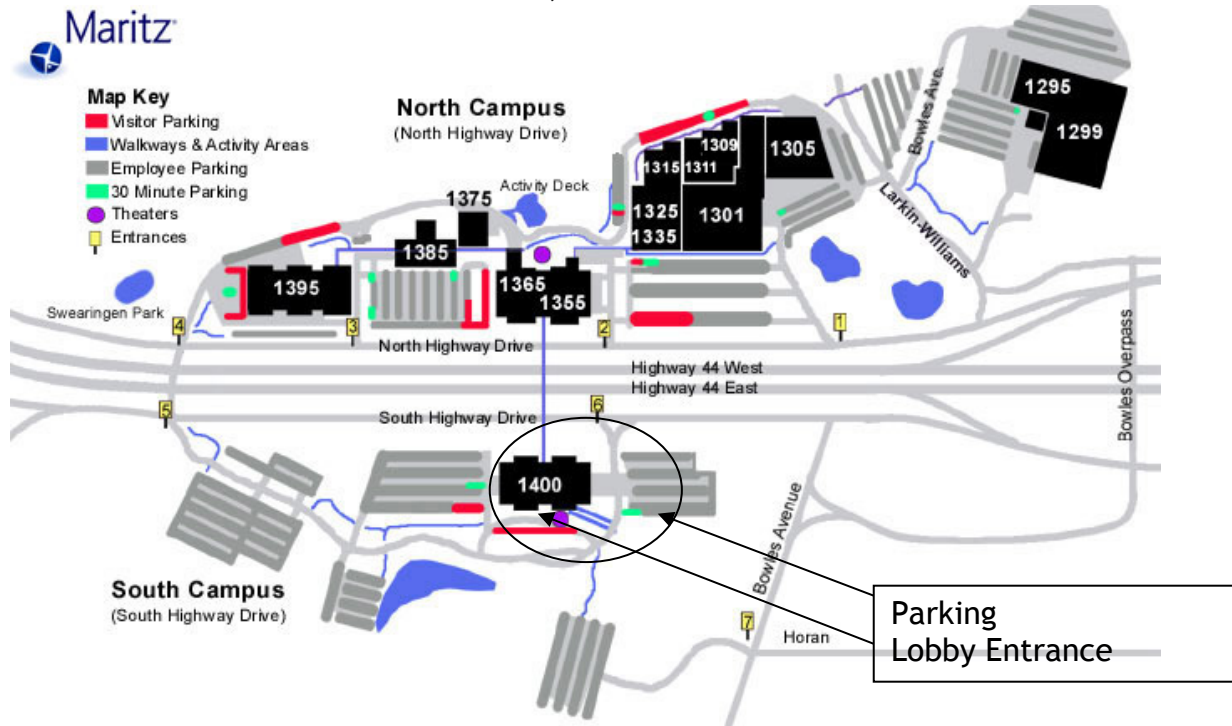 Maritz
Map Key
Visitor Parking
Walkways & Activity Areas
Employee Parking
30 Minute Parking
Theaters
Entrances
North Campus
(North Highway Drive)
1295
1299
Bowles Ave.
1309
1315
1311
1305
Larkin-Williams
Activity Deck
1375
1325
1335
1301
1385
1365
1355
1395
Swearingen Park
4
3
2
1
North Highway Drive
Highway 44 West
Highway 44 East
Bowles Overpass
5
South Highway Drive
6
1400
Bowles Avenue
South Campus
(South Highway Drive)
7
Horan
Parking
Lobby Entrance